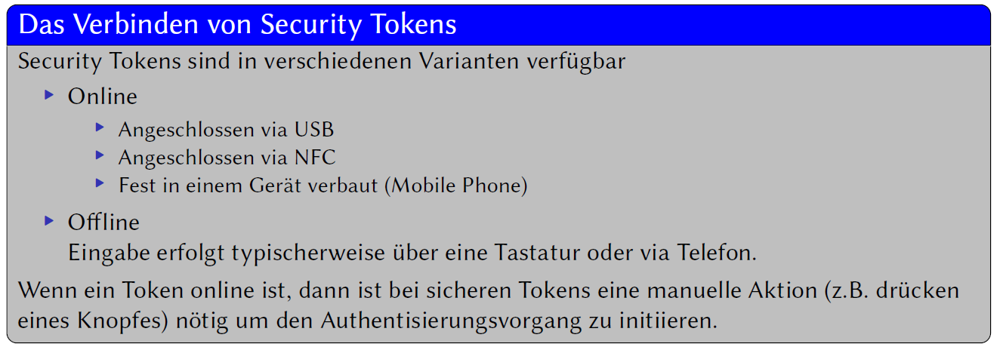 Das Verbinden von Security Tokens
Security Tokens sind in verschiedenen Varianten verfügbar
Online
Angeschlossen via USB
Angeschlossen via NFC
Fest in einem Gerät verbaut (Mobile Phone)
Offline
Eingabe erfolgt typischerweise über eine Tastatur oder via Telefon.
Wenn ein Token online ist, dann ist bei sicheren Tokens eine manuelle Aktion (z.B. drücken
eines Knopfes) nötig um den Authentisierungsvorgang zu initiieren.